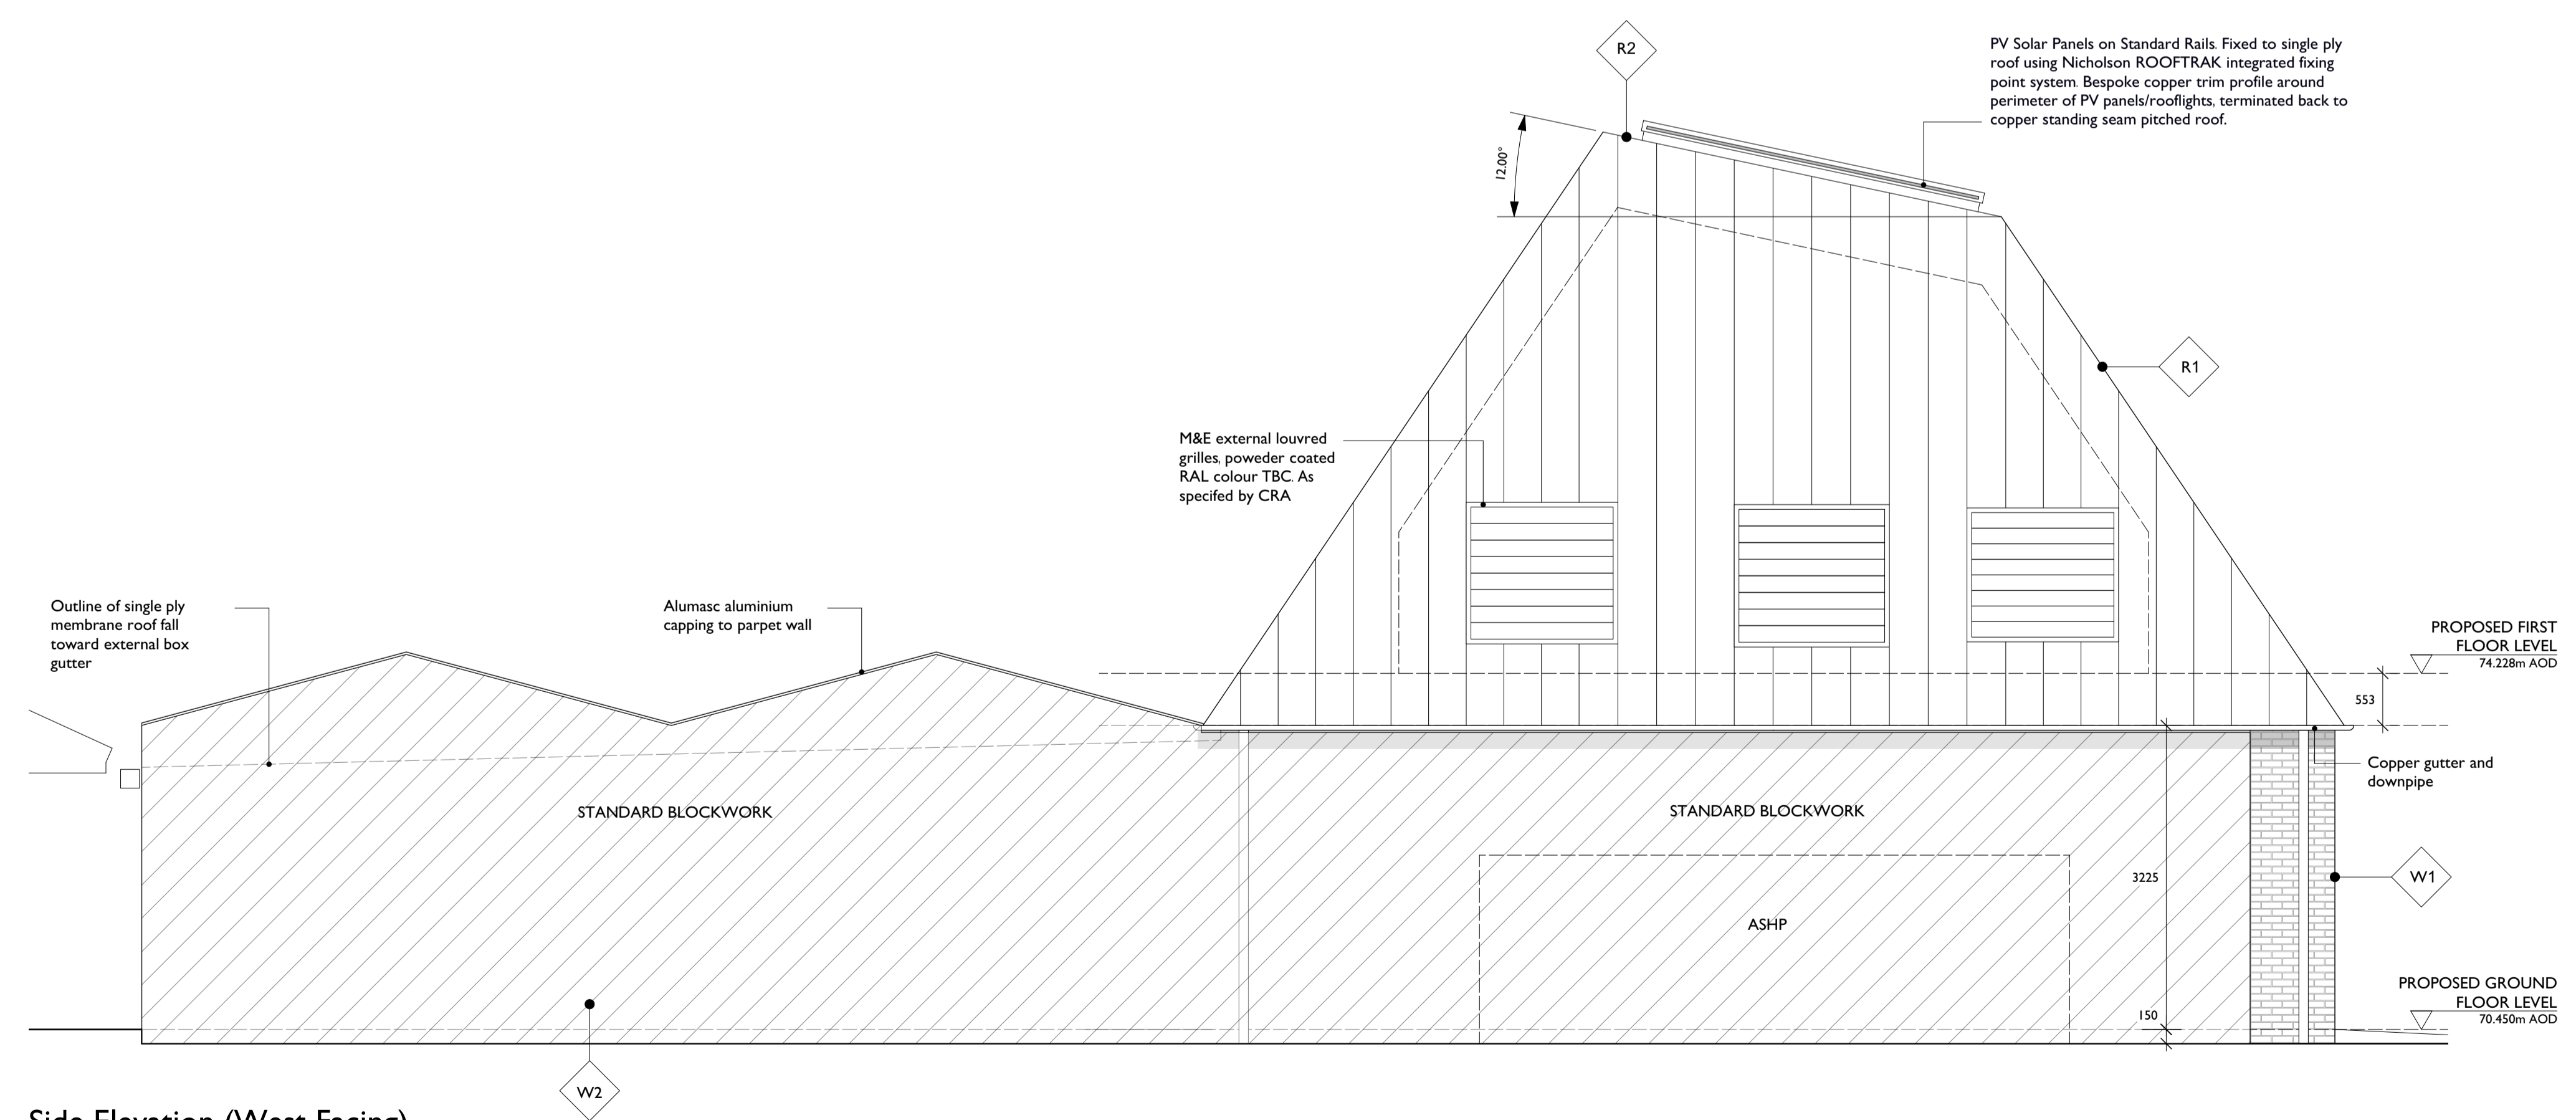 R2
PV Solar Panels on Standard Rails. Fixed to single ply
roof using Nicholson ROOFTRAK integrated fixing
point system. Bespoke copper trim profile around
perimeter of PV panels/rooflights, terminated back to
copper standing seam pitched roof.
12.00°
R1
M&E external louvred
grilles, poweder coated
RAL colour TBC. As
specifed by CRA
Outline of single ply
membrane roof fall
toward external box
gutter
Alumasc aluminium
capping to parpet wall
PROPOSED FIRST
FLOOR LEVEL
74.228m AOD
553
Copper gutter and
downpipe
STANDARD BLOCKWORK
STANDARD BLOCKWORK
3225
W1
ASHP
PROPOSED GROUND
FLOOR LEVEL
70.450m AOD
150
W2
Side Elevation (West Facing)